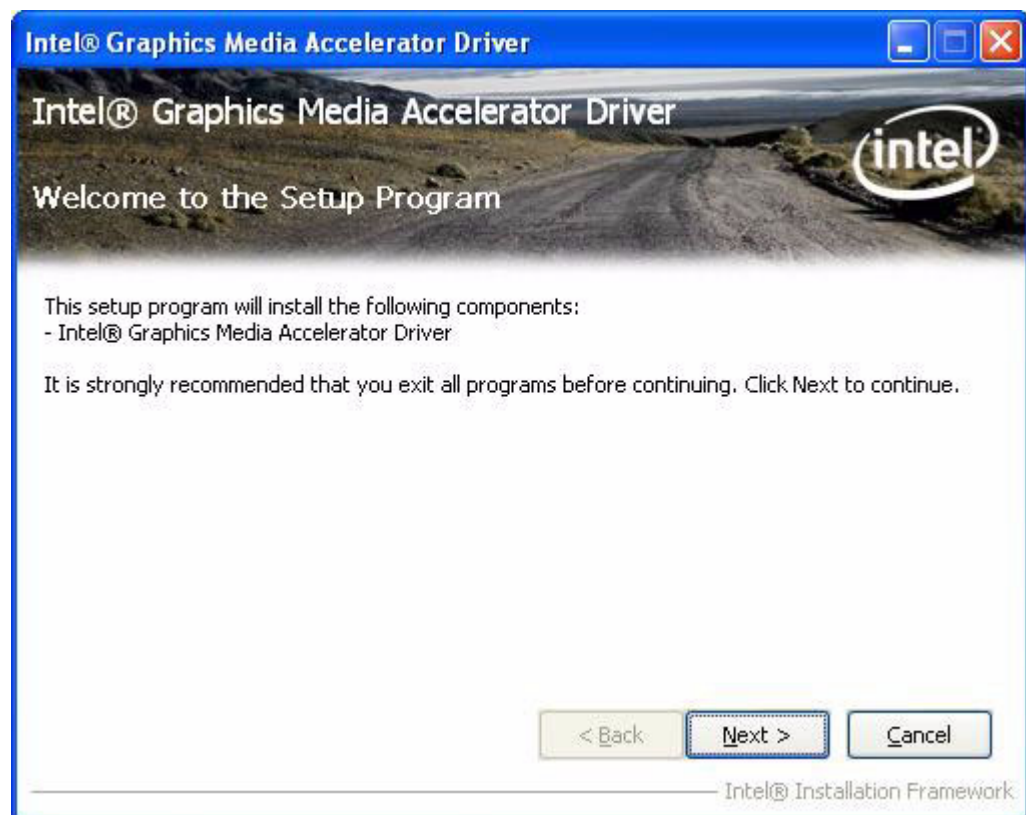 Intel® Graphics Media Accelerator Driver
Intel® Graphics Media Accelerator Driver
intel
Welcome to the Setup Program
This setup program will install the following components:
- Intel® Graphics Media Accelerator Driver
It is strongly recommended that you exit all programs before continuing. Click Next to continue.
< Back
Next >
Cancel
Intel® Installation Framework